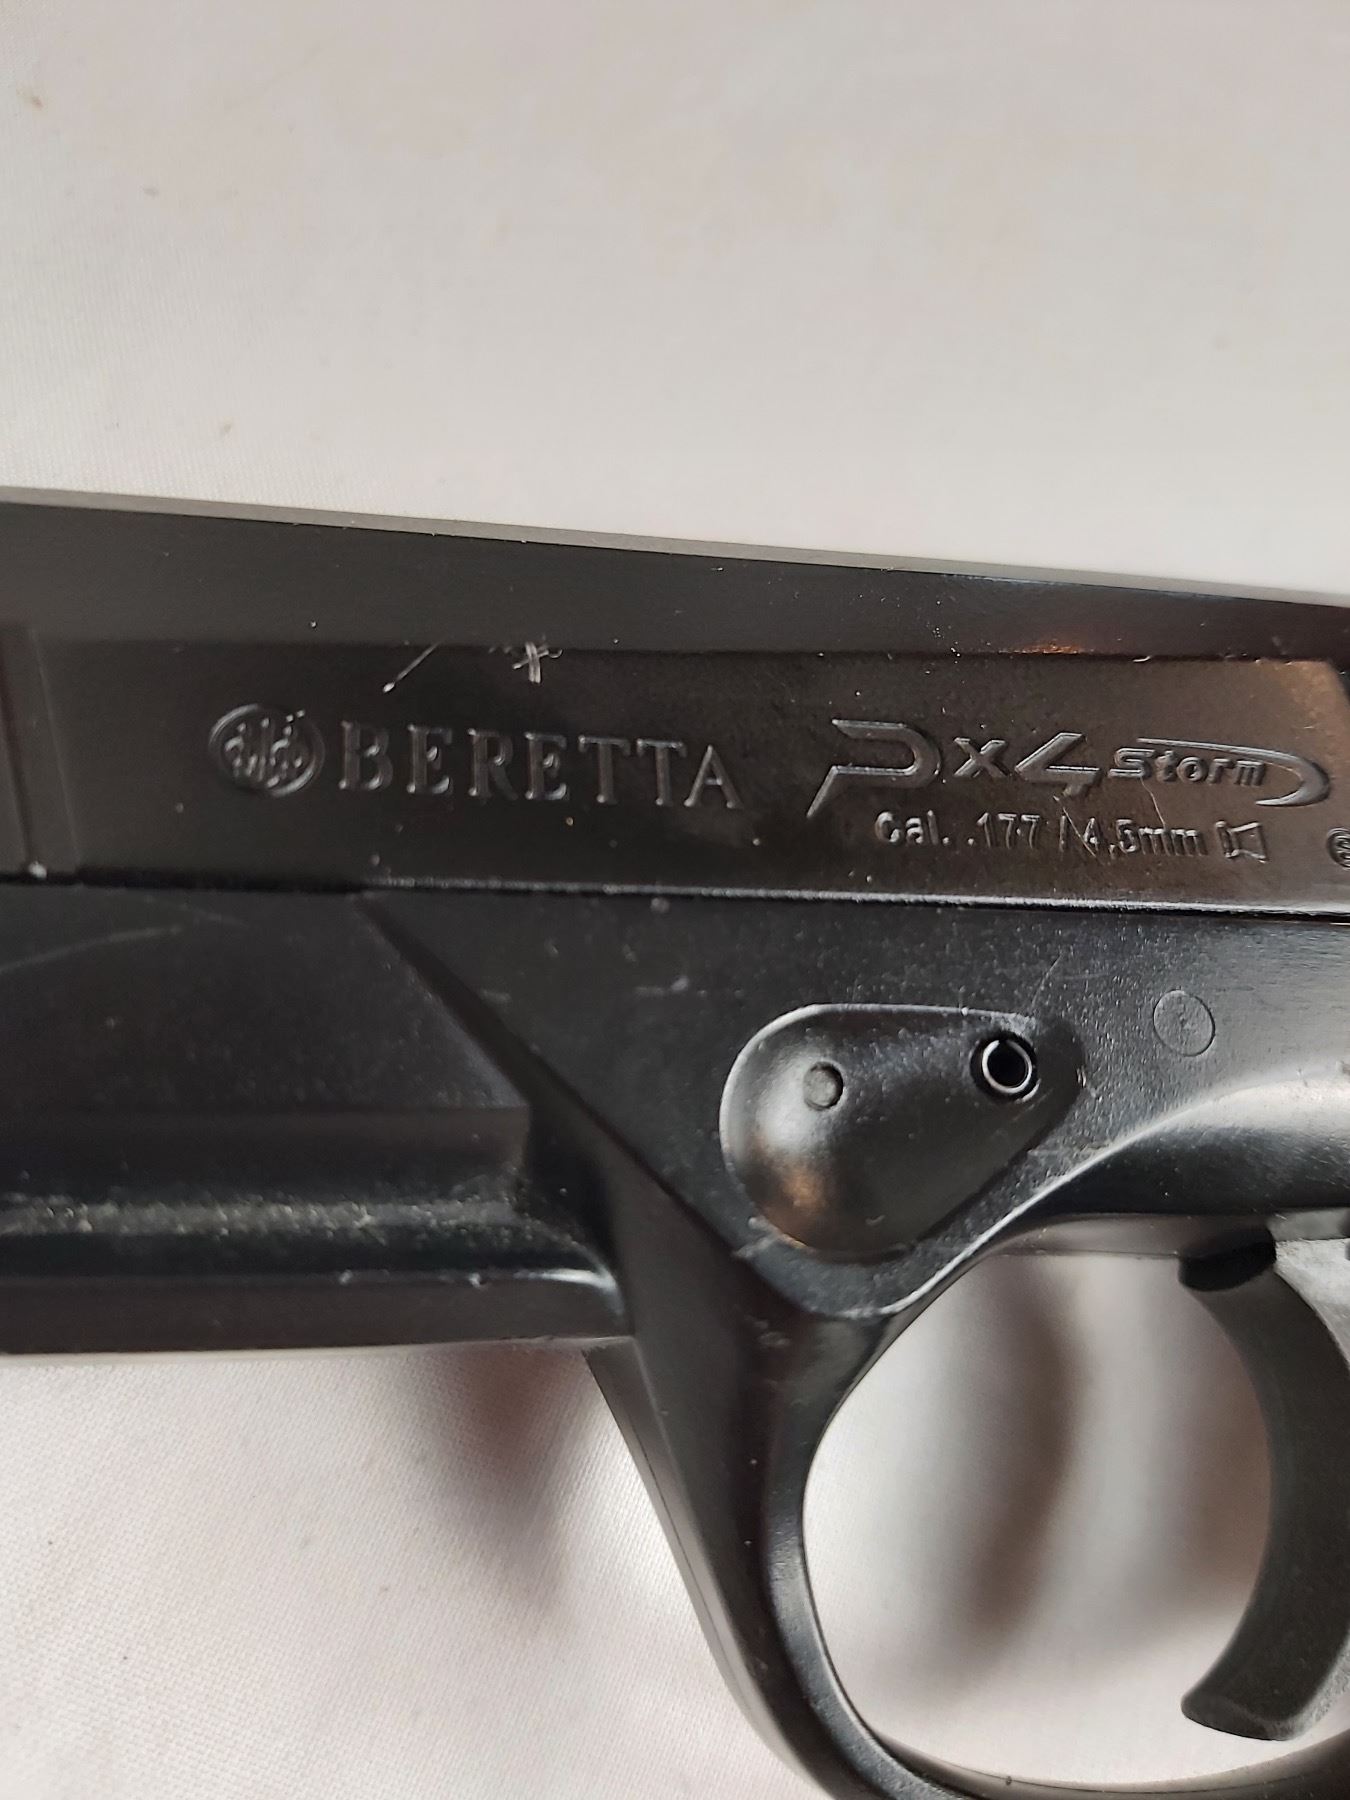 BERETTA Px4 Storm
Cal. .177 / 4,5mm